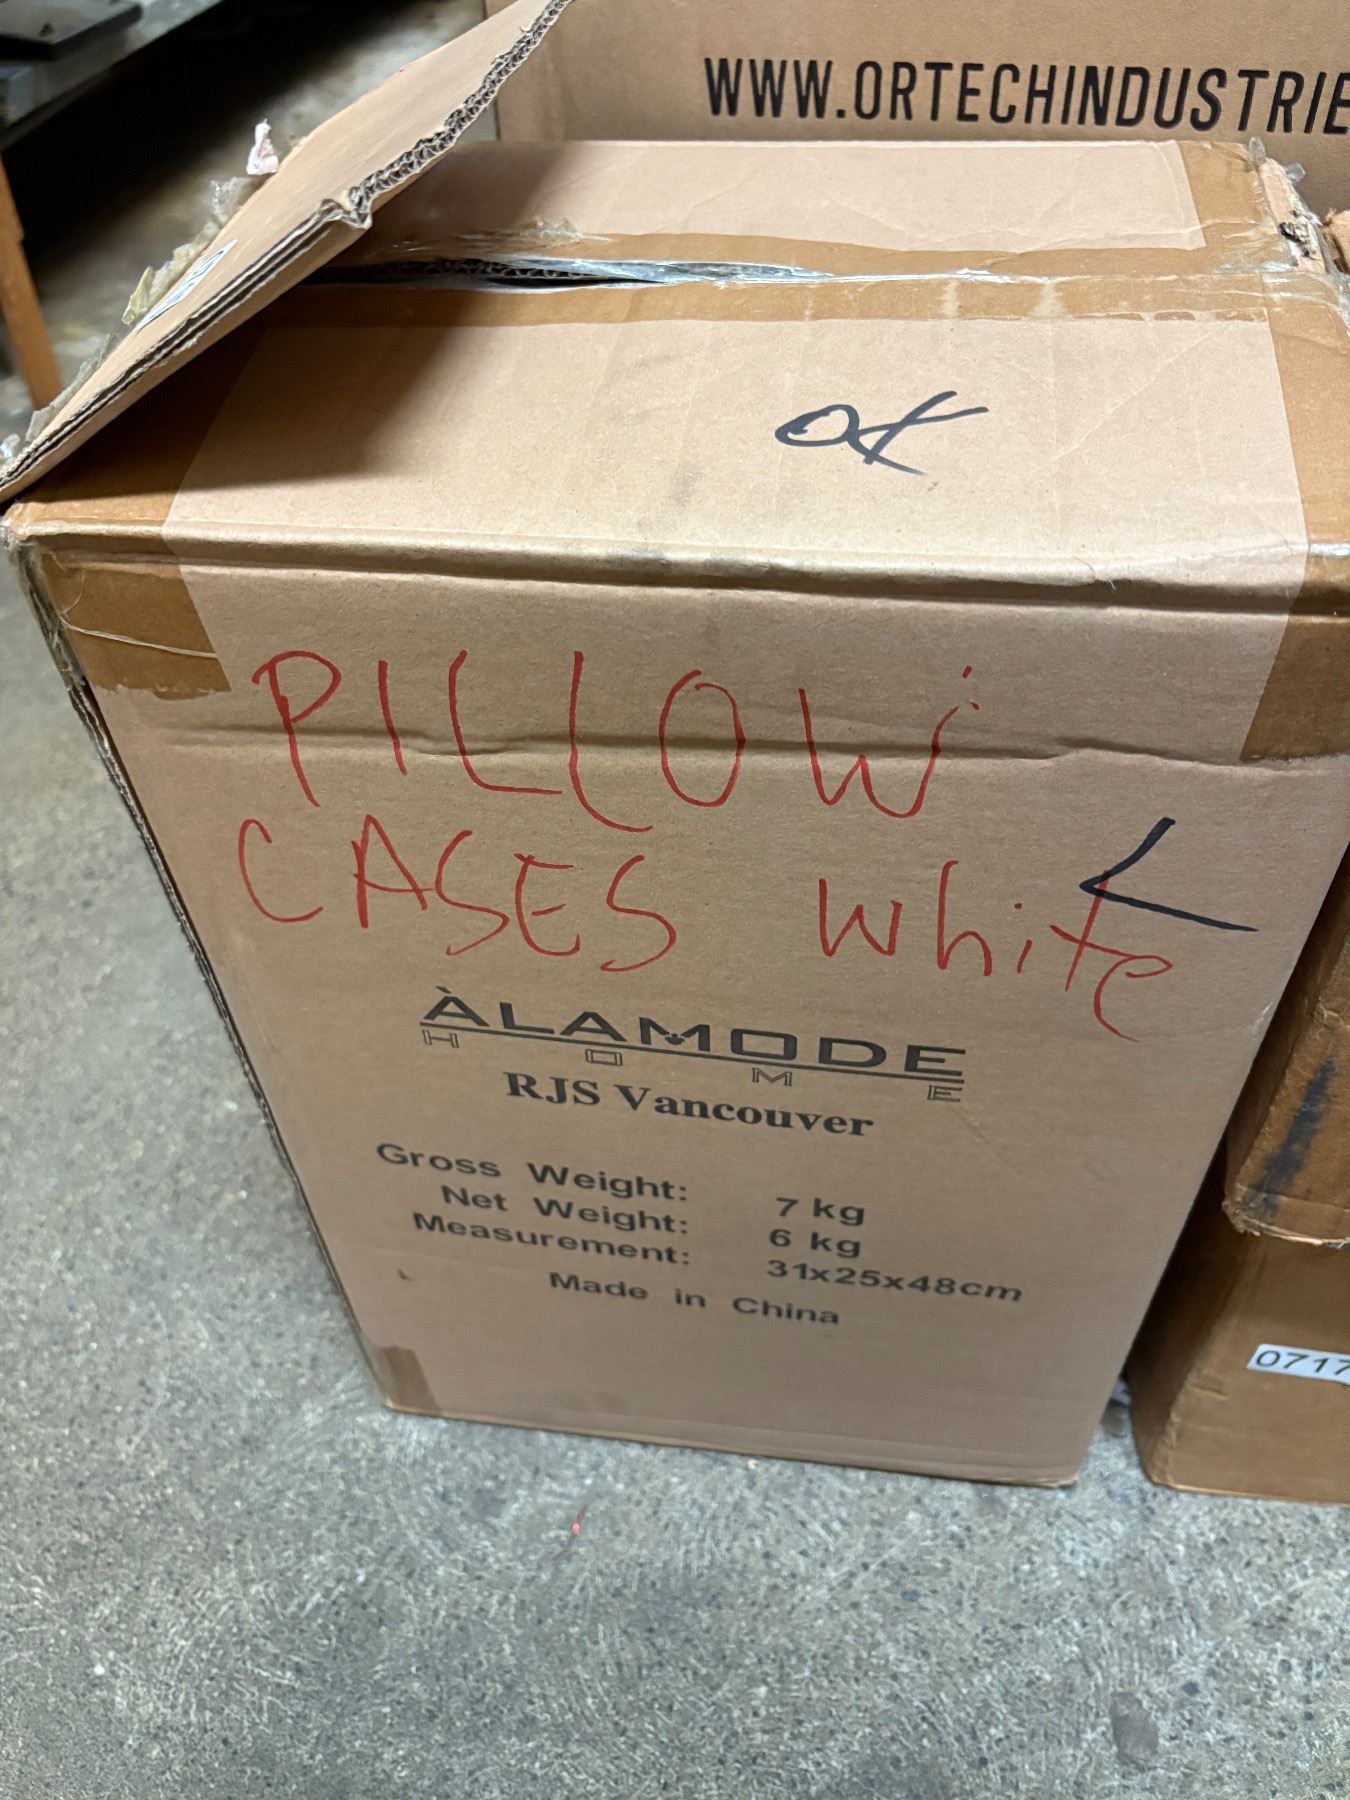 WWW.ORTECHINDUSTRIE
OK
PILLOW
CASES white
ÀLAMODE
HOME
RJS Vancouver
Gross Weight: 7 kg
Net Weight: 6 kg
Measurement: 31x25x48cm
Made in China
0717